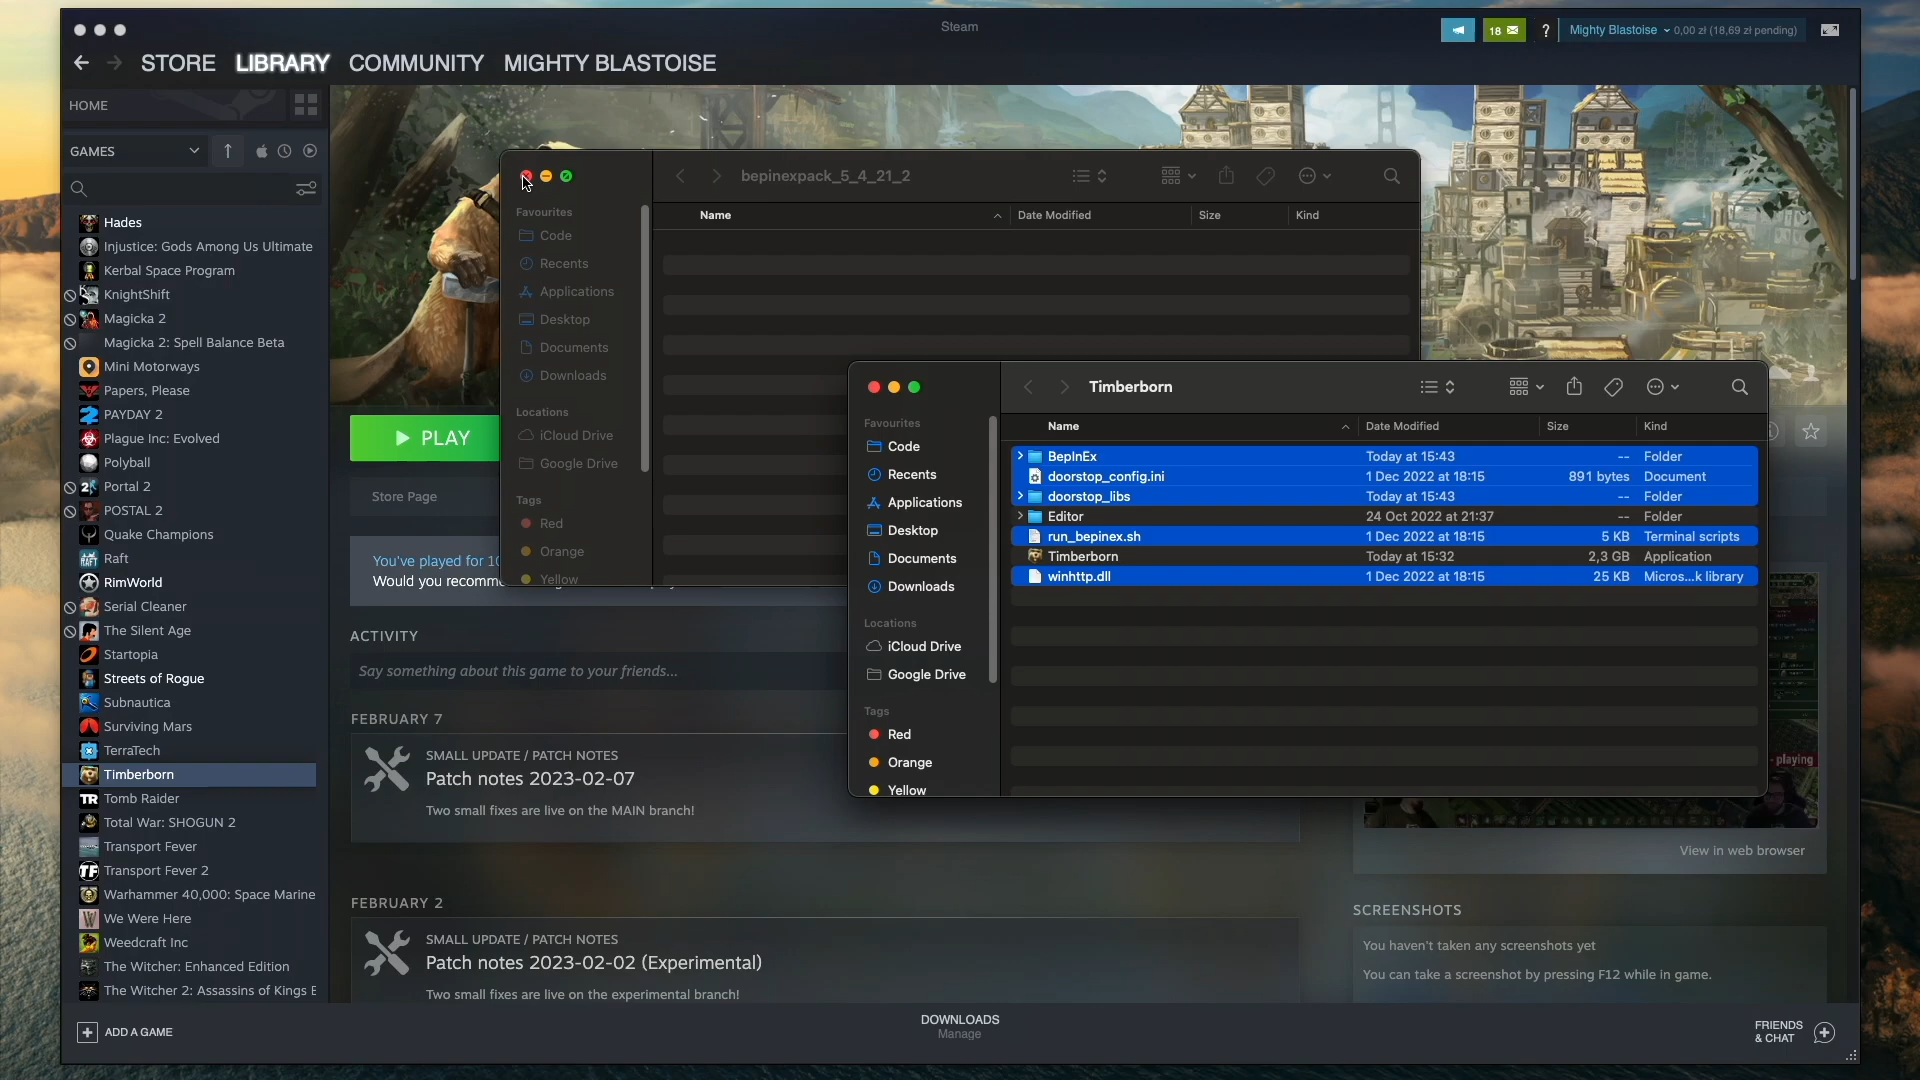 Steam
18
?
Mighty Blastoise
0,00 zł (18,69 zł pending)
STORE
LIBRARY
COMMUNITY
MIGHTY BLASTOISE
HOME
GAMES
Hades
Injustice: Gods Among Us Ultimate
Kerbal Space Program
KnightShift
Magicka 2
Magicka 2: Spell Balance Beta
Mini Motorways
Papers, Please
PAYDAY 2
Plague Inc: Evolved
Polyball
Portal 2
POSTAL 2
Quake Champions
Raft
RimWorld
Serial Cleaner
The Silent Age
Startopia
Streets of Rogue
Subnautica
Surviving Mars
TerraTech
Timberborn
Tomb Raider
Total War: SHOGUN 2
Transport Fever
Transport Fever 2
Warhammer 40,000: Space Marine
We Were Here
Weedcraft Inc
The Witcher: Enhanced Edition
The Witcher 2: Assassins of Kings E
ADD A GAME
bepinexpack_5_4_21_2
Favourites
Code
Recents
Applications
Desktop
Documents
Downloads
Locations
iCloud Drive
Google Drive
Tags
Red
Orange
Yellow
Name
Date Modified
Size
Kind
Timberborn
Favourites
Code
Recents
Applications
Desktop
Documents
Downloads
Locations
iCloud Drive
Google Drive
Tags
Red
Orange
Yellow
Name Date Modified Size Kind
BepInEx Today at 15:43 -- Folder
doorstop_config.ini 1 Dec 2022 at 18:15 891 bytes Document
doorstop_libs Today at 15:43 -- Folder
Editor 24 Oct 2022 at 21:37 -- Folder
run_bepinex.sh 1 Dec 2022 at 18:15 5 KB Terminal scripts
Timberborn Today at 15:32 2,3 GB Application
winhttp.dll 1 Dec 2022 at 18:15 25 KB Micros...k library
PLAY
Store Page
You've played for 10
Would you recomm
ACTIVITY
Say something about this game to your friends...
FEBRUARY 7
SMALL UPDATE / PATCH NOTES
Patch notes 2023-02-07
Two small fixes are live on the MAIN branch!
FEBRUARY 2
SMALL UPDATE / PATCH NOTES
Patch notes 2023-02-02 (Experimental)
Two small fixes are live on the experimental branch!
- playing
View in web browser
SCREENSHOTS
You haven't taken any screenshots yet
You can take a screenshot by pressing F12 while in game.
DOWNLOADS
Manage
FRIENDS
& CHAT